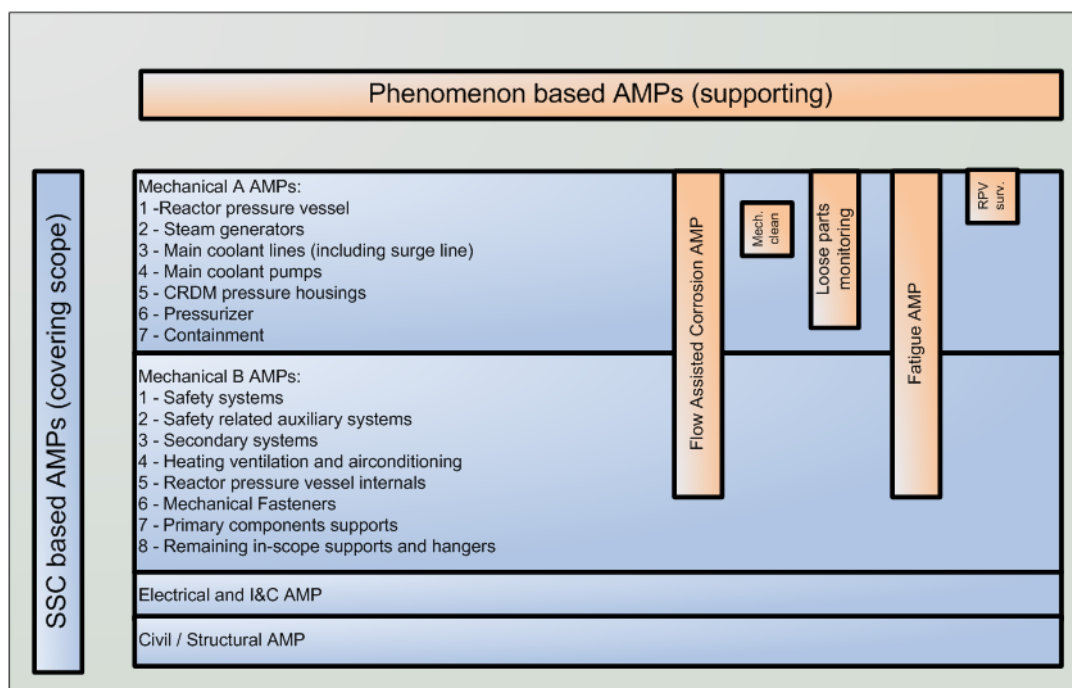 Phenomenon based AMPs (supporting)
SSC based AMPs (covering scope)
Mechanical A AMPs:
1 -Reactor pressure vessel
2 - Steam generators
3 - Main coolant lines (including surge line)
4 - Main coolant pumps
5 - CRDM pressure housings
6 - Pressurizer
7 - Containment
Flow Assisted Corrosion AMP
Mech.
clean
Loose parts
monitoring
Fatigue AMP
RPV
surv.
Mechanical B AMPs:
1 - Safety systems
2 - Safety related auxiliary systems
3 - Secondary systems
4 - Heating ventilation and airconditioning
5 - Reactor pressure vessel internals
6 - Mechanical Fasteners
7 - Primary components supports
8 - Remaining in-scope supports and hangers
Electrical and I&C AMP
Civil / Structural AMP